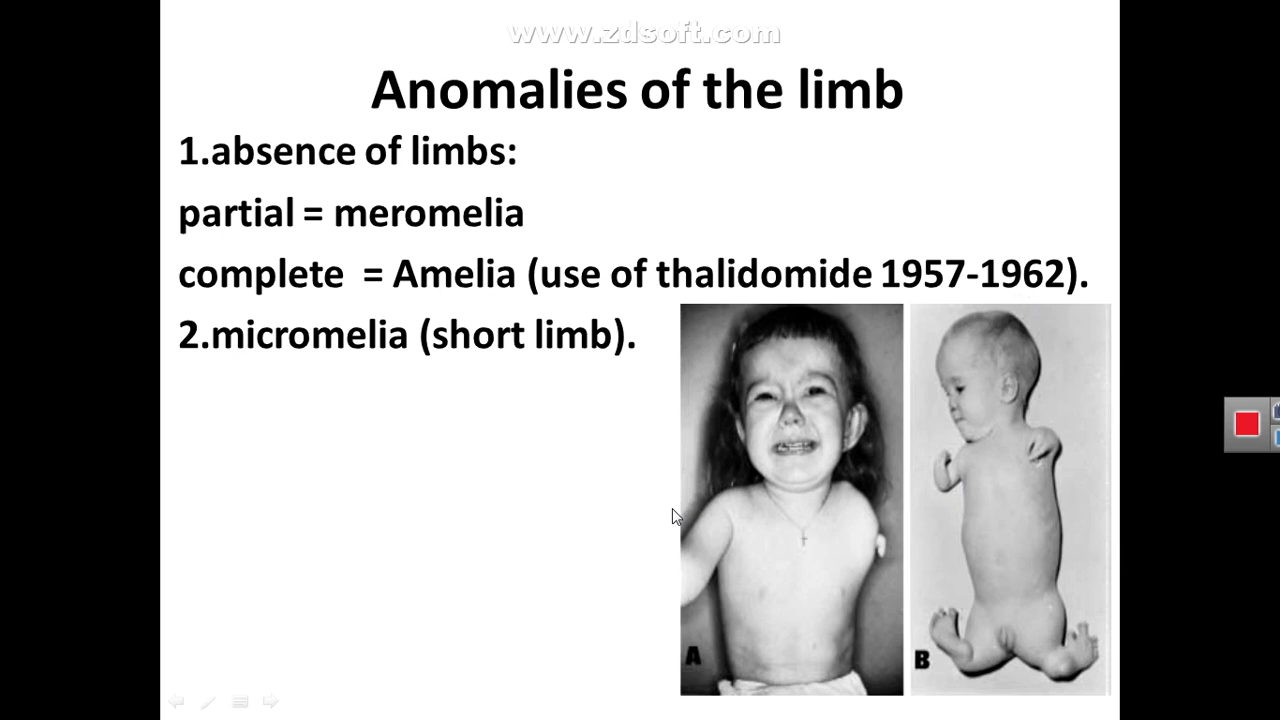 www.zdsoft.com
Anomalies of the limb
1.absence of limbs:
partial = meromelia
complete  = Amelia (use of thalidomide 1957-1962).
2.micromelia (short limb).
A
B